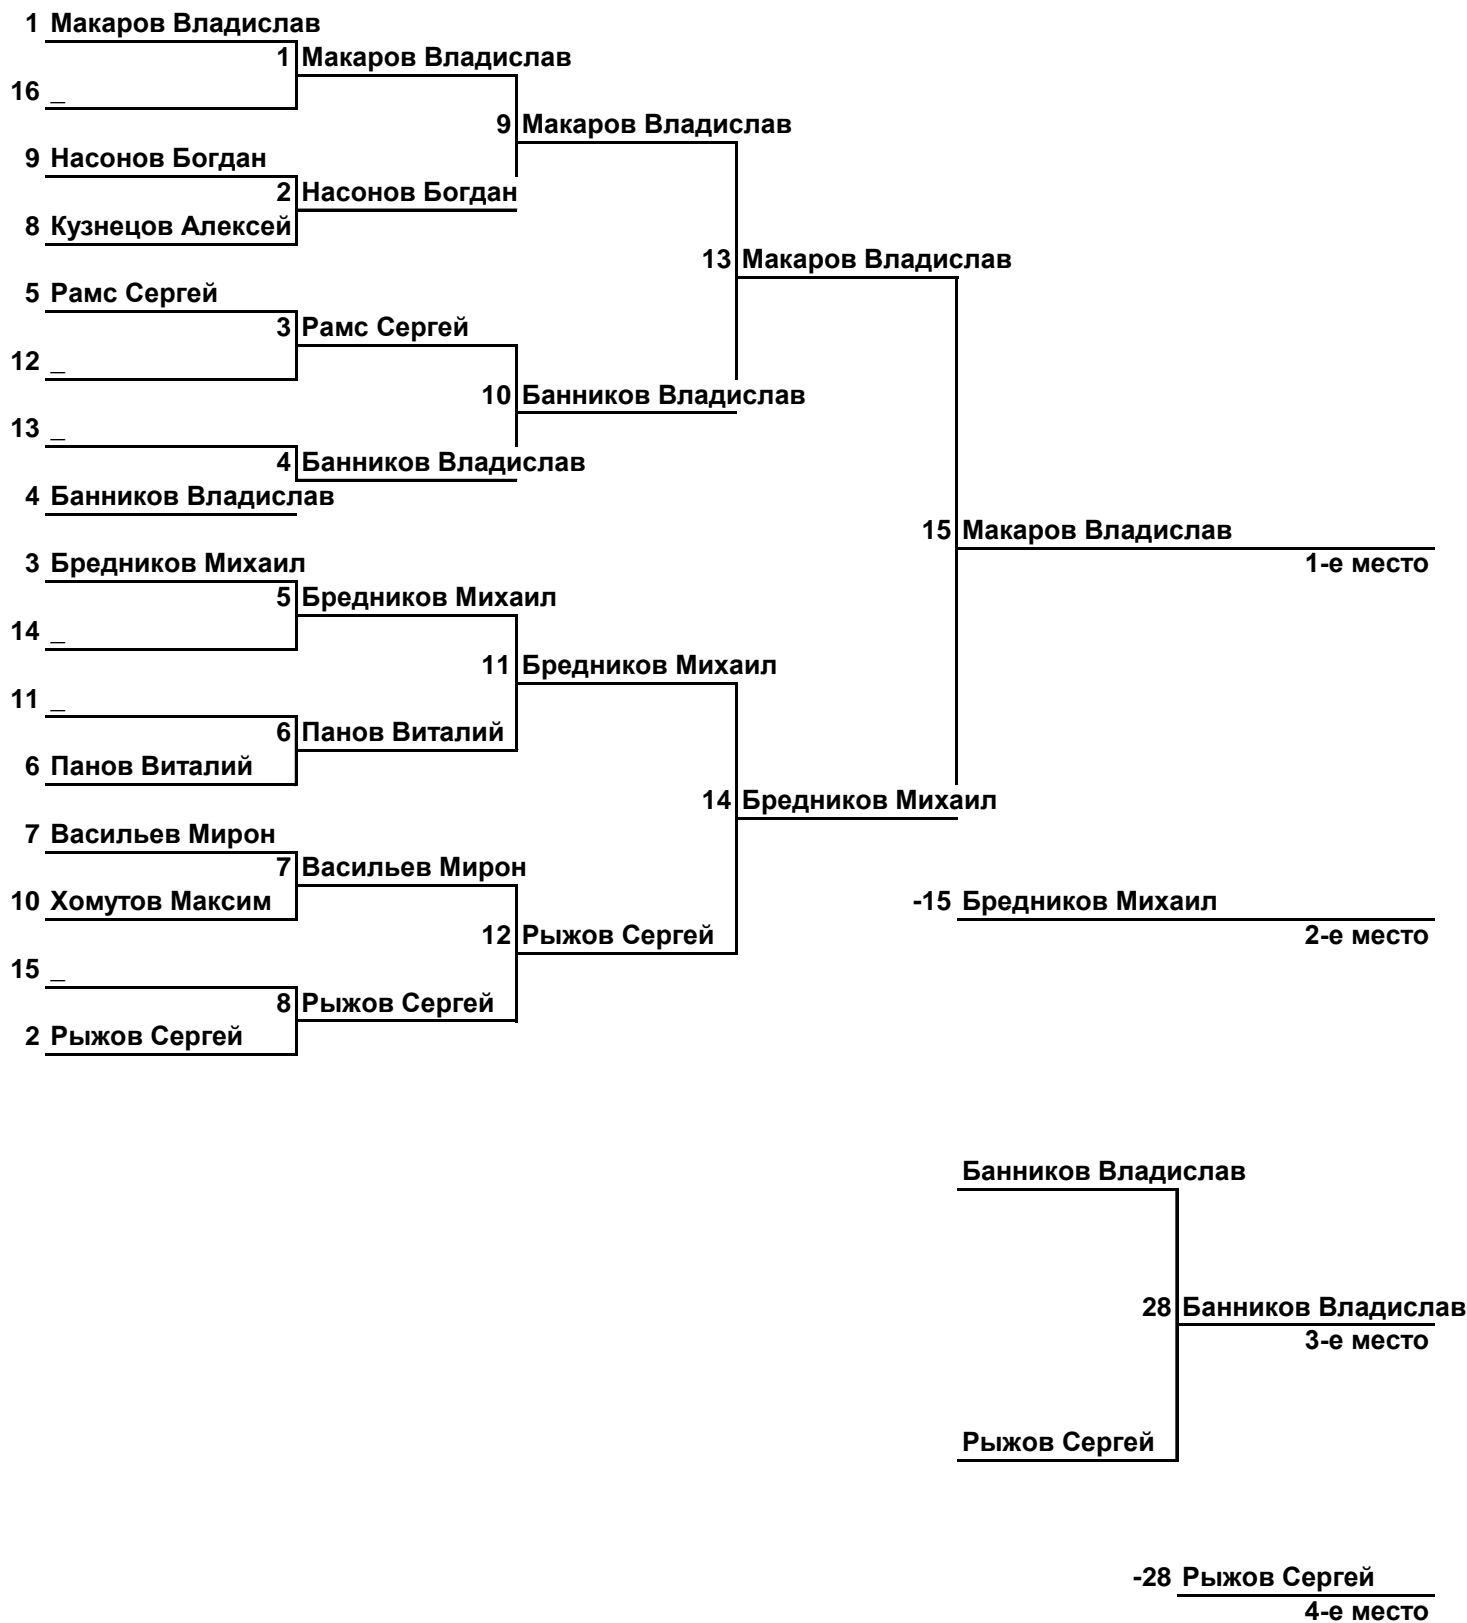 1 Макаров Владислав
1 Макаров Владислав
16 _
9 Макаров Владислав
9 Насонов Богдан
2 Насонов Богдан
8 Кузнецов Алексей
13 Макаров Владислав
5 Рамс Сергей
3 Рамс Сергей
12 _
10 Банников Владислав
13 _
4 Банников Владислав
4 Банников Владислав
15 Макаров Владислав
1-е место
3 Бредников Михаил
5 Бредников Михаил
14 _
11 Бредников Михаил
11 _
6 Панов Виталий
6 Панов Виталий
14 Бредников Михаил
7 Васильев Мирон
7 Васильев Мирон
10 Хомутов Максим
-15 Бредников Михаил
12 Рыжов Сергей
2-е место
15 _
8 Рыжов Сергей
2 Рыжов Сергей
Банников Владислав
28 Банников Владислав
3-е место
Рыжов Сергей
-28 Рыжов Сергей
4-е место